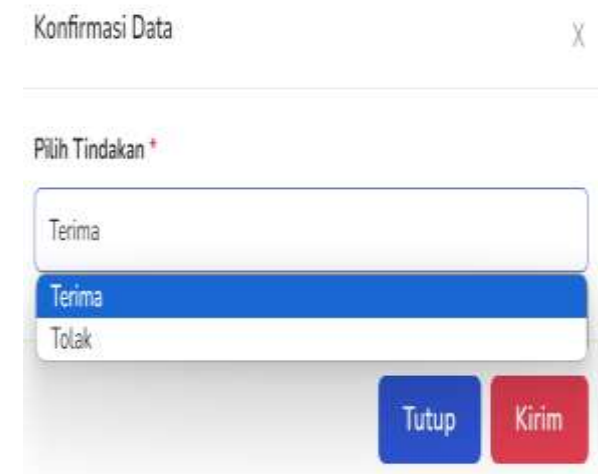 Konfirmasi Data X
Pilih Tindakan *
Terima
Terima
Tolak
Tutup Kirim